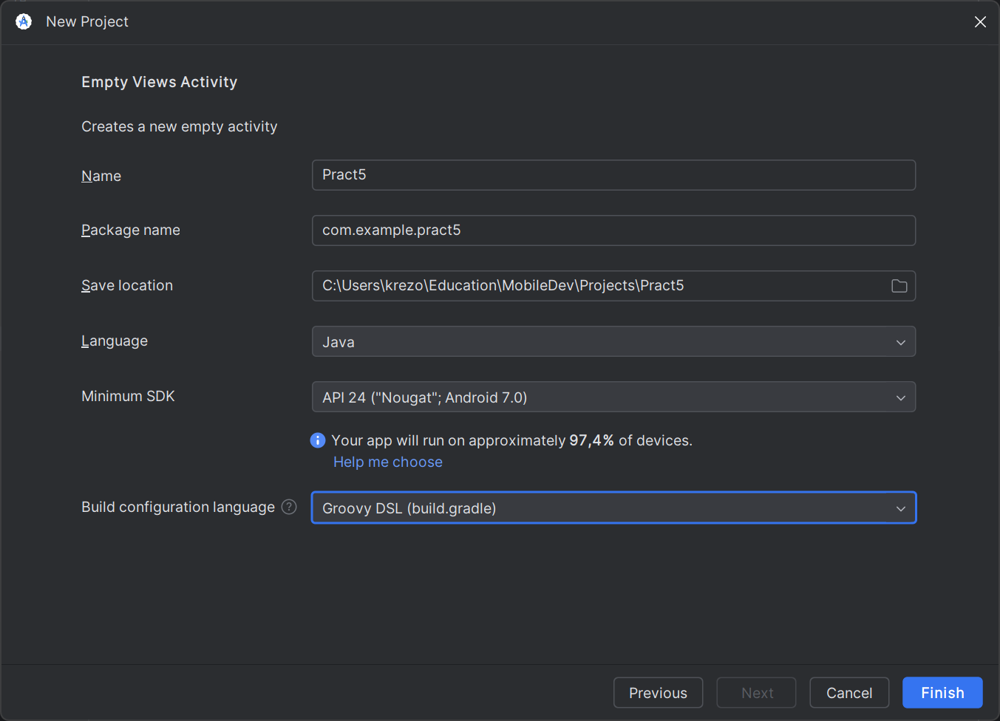 New Project
Empty Views Activity
Creates a new empty activity
Name
Pract5
Package name
com.example.pract5
Save location
C:\Users\krezo\Education\MobileDev\Projects\Pract5
Language
Java
Minimum SDK
API 24 ("Nougat"; Android 7.0)
Your app will run on approximately 97,4% of devices.
Help me choose
Build configuration language ?
Groovy DSL (build.gradle)
Previous
Next
Cancel
Finish